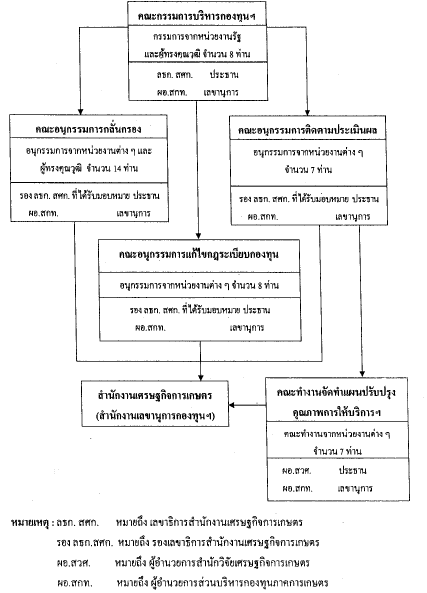 คณะกรรมการบริหารกองทุนฯ
กรรมการจากหน่วยงานรัฐ
และผู้ทรงคุณวุฒิ จำนวน 8 ท่าน
ลธก. สศก. ประธาน
ผอ.สกท. เลขานุการ
คณะอนุกรรมการกลั่นกรอง
อนุกรรมการจากหน่วยงานต่าง ๆ และ
ผู้ทรงคุณวุฒิ จำนวน 14 ท่าน
รอง ลธก. สศก. ที่ได้รับมอบหมาย ประธาน
ผอ.สกท. เลขานุการ
คณะอนุกรรมการติดตามประเมินผล
อนุกรรมการจากหน่วยงานต่าง ๆ
จำนวน 7 ท่าน
รอง ลธก. สศก. ที่ได้รับมอบหมาย ประธาน
ผอ.สกท. เลขานุการ
คณะอนุกรรมการแก้ไขกฎระเบียบกองทุน
อนุกรรมการจากหน่วยงานต่าง ๆ จำนวน 8 ท่าน
รอง ลธก. สศก. ที่ได้รับมอบหมาย ประธาน
ผอ.สกท. เลขานุการ
สำนักงานเศรษฐกิจการเกษตร
(สำนักงานเลขานุการกองทุนฯ)
คณะทำงานจัดทำแผนปรับปรุง
คุณภาพการให้บริการฯ
คณะทำงานจากหน่วยงานต่าง ๆ
จำนวน 7 ท่าน
ผอ.สวศ. ประธาน
ผอ.สกท. เลขานุการ
หมายเหตุ : ลธก. สศก. หมายถึง เลขาธิการสำนักงานเศรษฐกิจการเกษตร
รอง ลธก.สศก. หมายถึง รองเลขาธิการสำนักงานเศรษฐกิจการเกษตร
ผอ.สวศ. หมายถึง ผู้อำนวยการสำนักวิจัยเศรษฐกิจการเกษตร
ผอ.สกท. หมายถึง ผู้อำนวยการส่วนบริหารกองทุนภาคการเกษตร